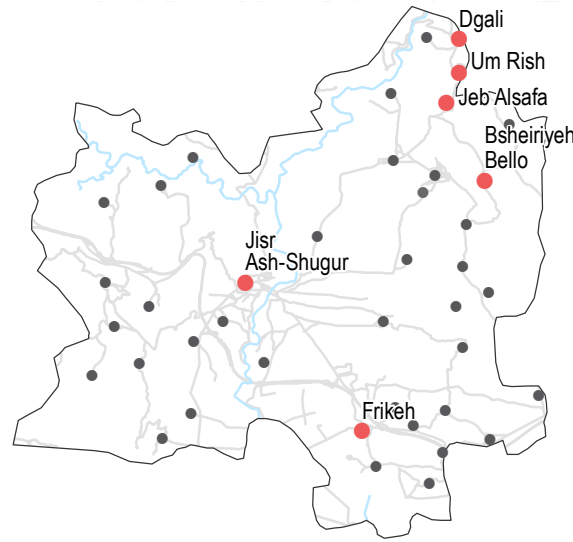 Dgali
Um Rish
Jeb Alsafa
Bsheiriyeh
Bello
Jisr
Ash-Shugur
Frikeh